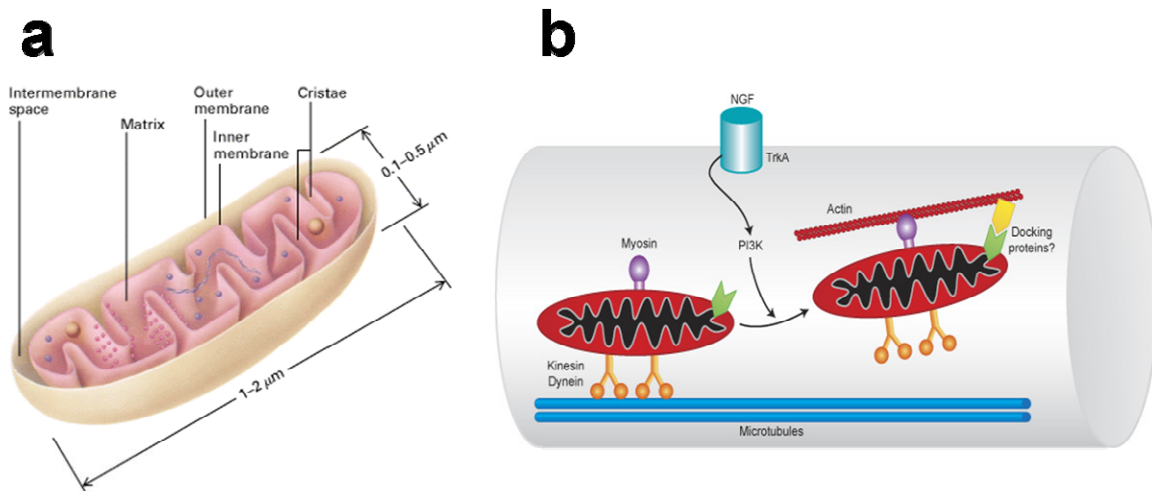 a
Intermembrane
space
Matrix
Outer
membrane
Inner
membrane
Cristae
0.1–0.5 μm
1–2 μm
b
NGF
TrkA
Actin
Myosin
PI3K
Docking
proteins?
Kinesin
Dynein
Microtubules